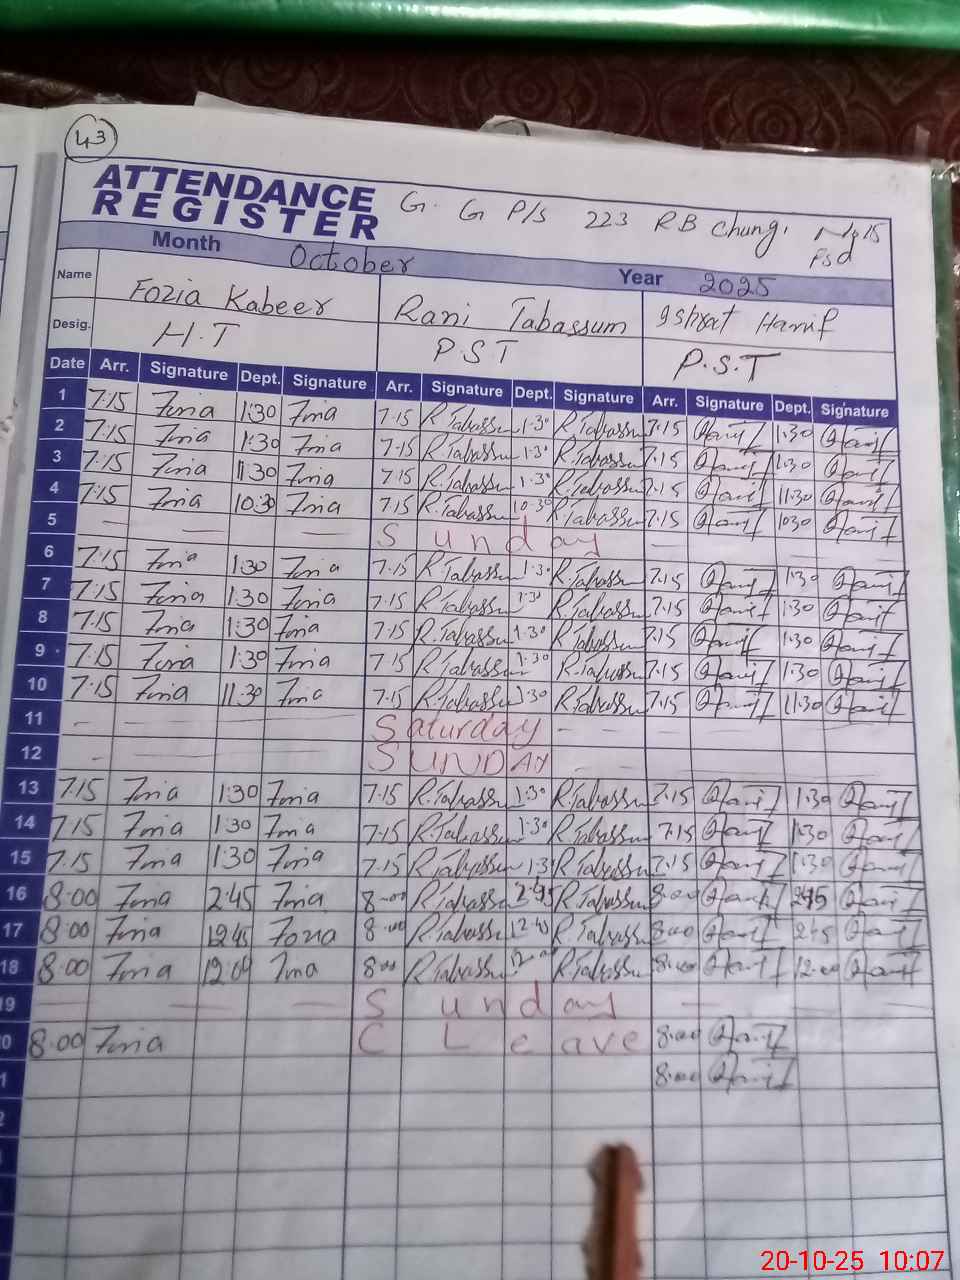 43
ATTENDANCE REGISTER G. G P/S 223 RB Chung.
Fsd
Month October Year 2025
Name Fozia Kabeer Rani Tabassum Ishrat Hanif
Desig. H.T P.S.T P.S.T
Date Arr. Signature Dept. Signature Arr. Signature Dept. Signature Arr. Signature Dept. Signature
1 7:15 Fozia 1:30 Fozia 7:15 R.Tabassum 1:30 R.Tabassum 7:15 Hanif 1:30 Hanif
2 7:15 Fozia 1:30 Fozia 7:15 R.Tabassum 1:30 R.Tabassum 7:15 Hanif 1:30 Hanif
3 7:15 Fozia 11:30 Fozia 7:15 R.Tabassum 1:30 R.Tabassum 7:15 Hanif 11:30 Hanif
4 7:15 Fozia 10:30 Fozia 7:15 R.Tabassum 10:30 R.Tabassum 7:15 Hanif 10:30 Hanif
5 Sunday
6 7:15 Fozia 1:30 Fozia 7:15 R.Tabassum 1:30 R.Tabassum 7:15 Hanif 1:30 Hanif
7 7:15 Fozia 1:30 Fozia 7:15 R.Tabassum 1:30 R.Tabassum 7:15 Hanif 1:30 Hanif
8 7:15 Fozia 1:30 Fozia 7:15 R.Tabassum 1:30 R.Tabassum 7:15 Hanif 1:30 Hanif
9 7:15 Fozia 1:30 Fozia 7:15 R.Tabassum 1:30 R.Tabassum 7:15 Hanif 1:30 Hanif
10 7:15 Fozia 11:30 Fozia 7:15 R.Tabassum 1:30 R.Tabassum 7:15 Hanif 11:30 Hanif
11 Saturday
12 SUNDAY
13 7:15 Fozia 1:30 Fozia 7:15 R.Tabassum 1:30 R.Tabassum 7:15 Hanif 1:30 Hanif
14 7:15 Fozia 1:30 Fozia 7:15 R.Tabassum 1:30 R.Tabassum 7:15 Hanif 1:30 Hanif
15 7:15 Fozia 1:30 Fozia 7:15 R.Tabassum 1:30 R.Tabassum 7:15 Hanif 1:30 Hanif
16 8:00 Fozia 2:45 Fozia 8:00 R.Tabassum 2:45 R.Tabassum 8:00 Hanif 2:45 Hanif
17 8:00 Fozia 12:45 Fozia 8:00 R.Tabassum 12:45 R.Tabassum 8:00 Hanif Hanif
18 8:00 Fozia 12:00 Fozia 8:00 R.Tabassum R.Tabassum 8:00 Hanif 12:00 Hanif
19 Sunday
0 8:00 Fozia C Leave 8:00 Hanif
1 8:00 Hanif
2
20-10-25 10:07